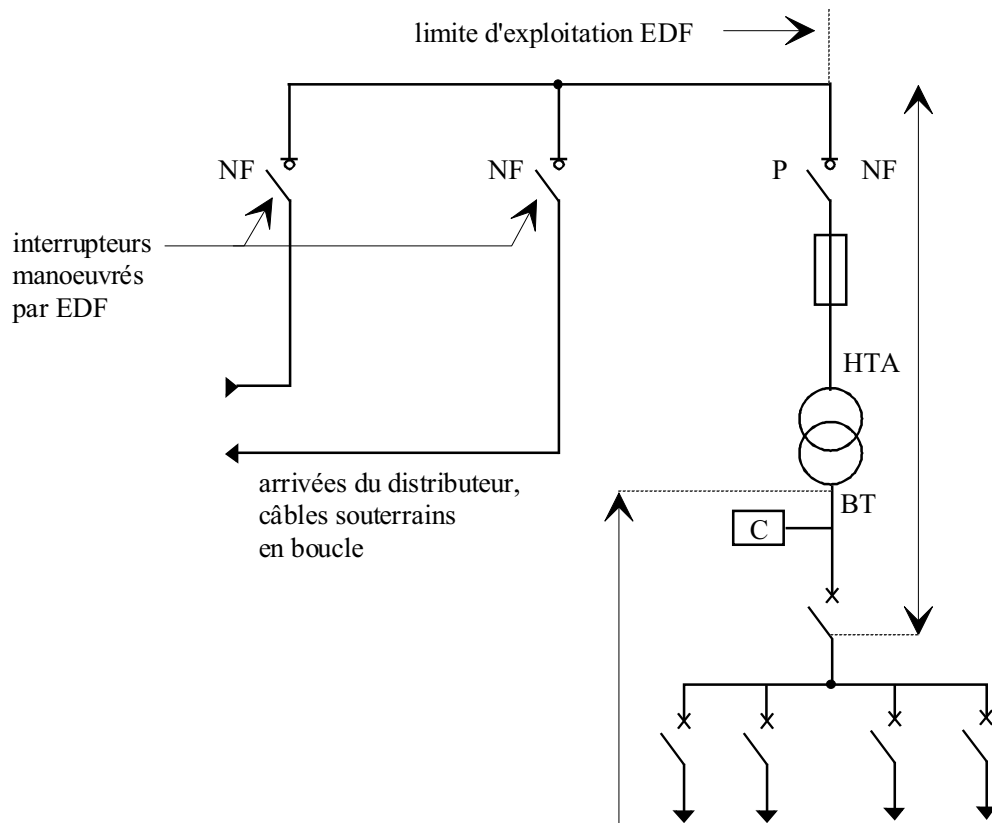 limite d'exploitation EDF
NF
NF
P
NF
interrupteurs
manoeuvrés
par EDF
HTA
arrivées du distributeur,
câbles souterrains
en boucle
BT
C